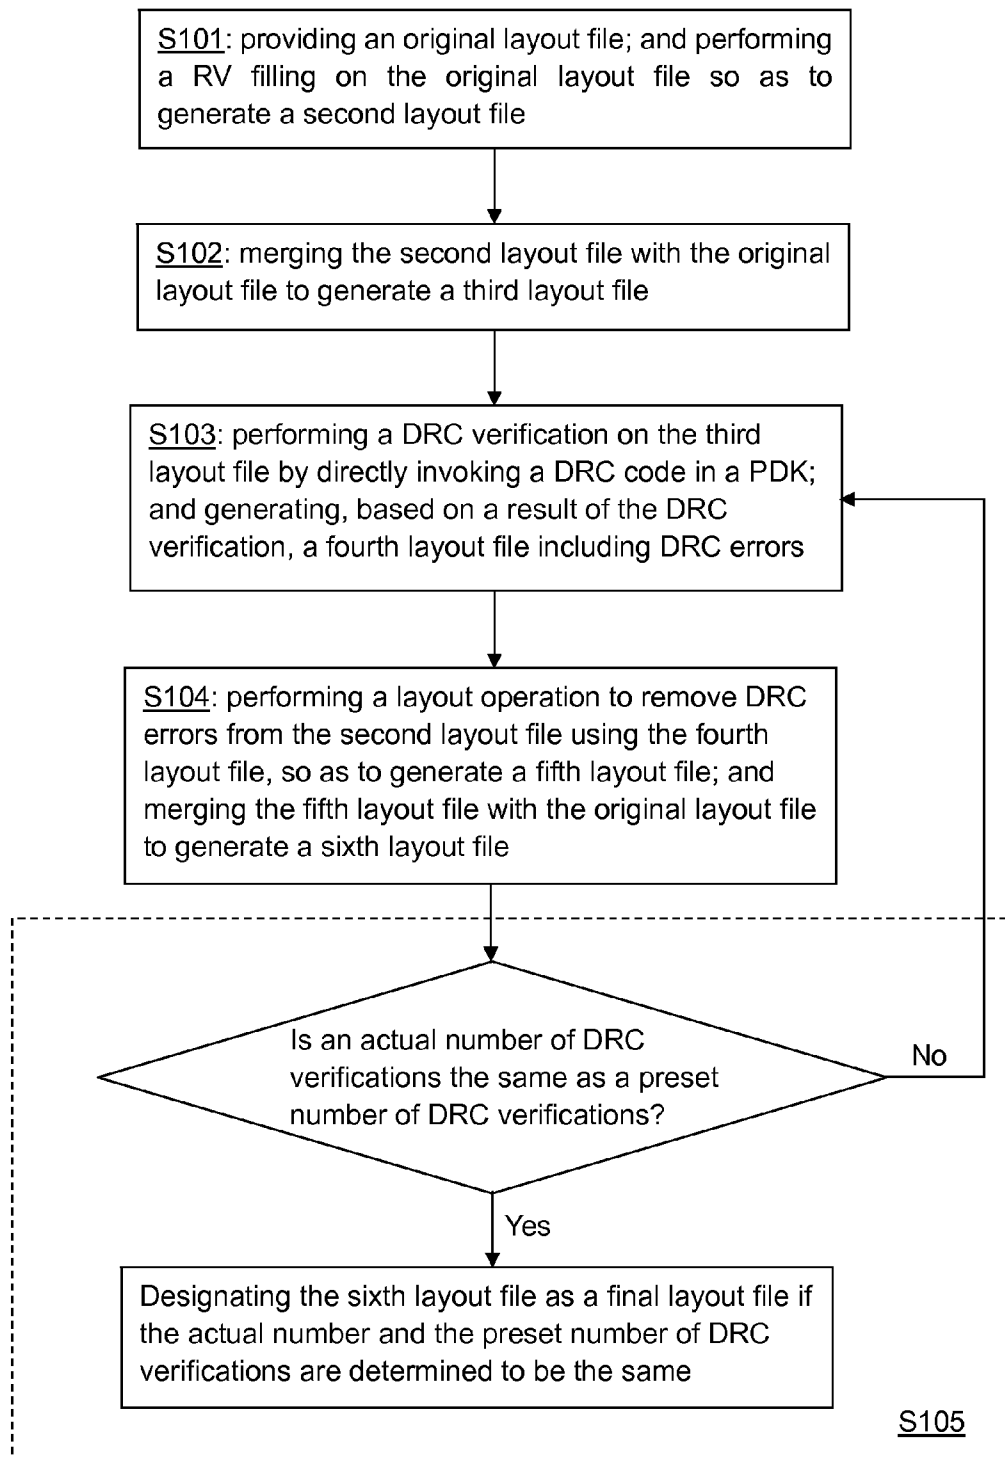 S101: providing an original layout file; and performing
a RV filling on the original layout file so as to
generate a second layout file
S102: merging the second layout file with the original
layout file to generate a third layout file
S103: performing a DRC verification on the third
layout file by directly invoking a DRC code in a PDK;
and generating, based on a result of the DRC
verification, a fourth layout file including DRC errors
S104: performing a layout operation to remove DRC
errors from the second layout file using the fourth
layout file, so as to generate a fifth layout file; and
merging the fifth layout file with the original layout file
to generate a sixth layout file
Is an actual number of DRC
verifications the same as a preset
number of DRC verifications?
No
Yes
Designating the sixth layout file as a final layout file if
the actual number and the preset number of DRC
verifications are determined to be the same
S105